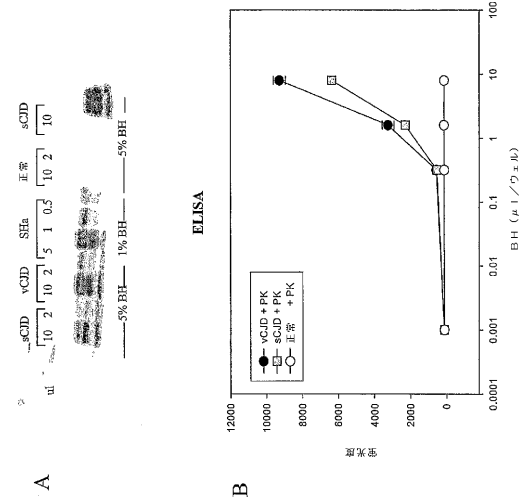 A
sCJD vCJD SHa 正常 sCJD
ul 10 2 10 2 5 1 0.5 10 2 10
5% BH 1% BH 5% BH
B
ELISA
vCJD + PK
sCJD + PK
正常 + PK
蛍光度
12000
10000
8000
6000
4000
2000
0
0.0001 0.001 0.01 0.1 1 10 100
BH (μl/ウェル)